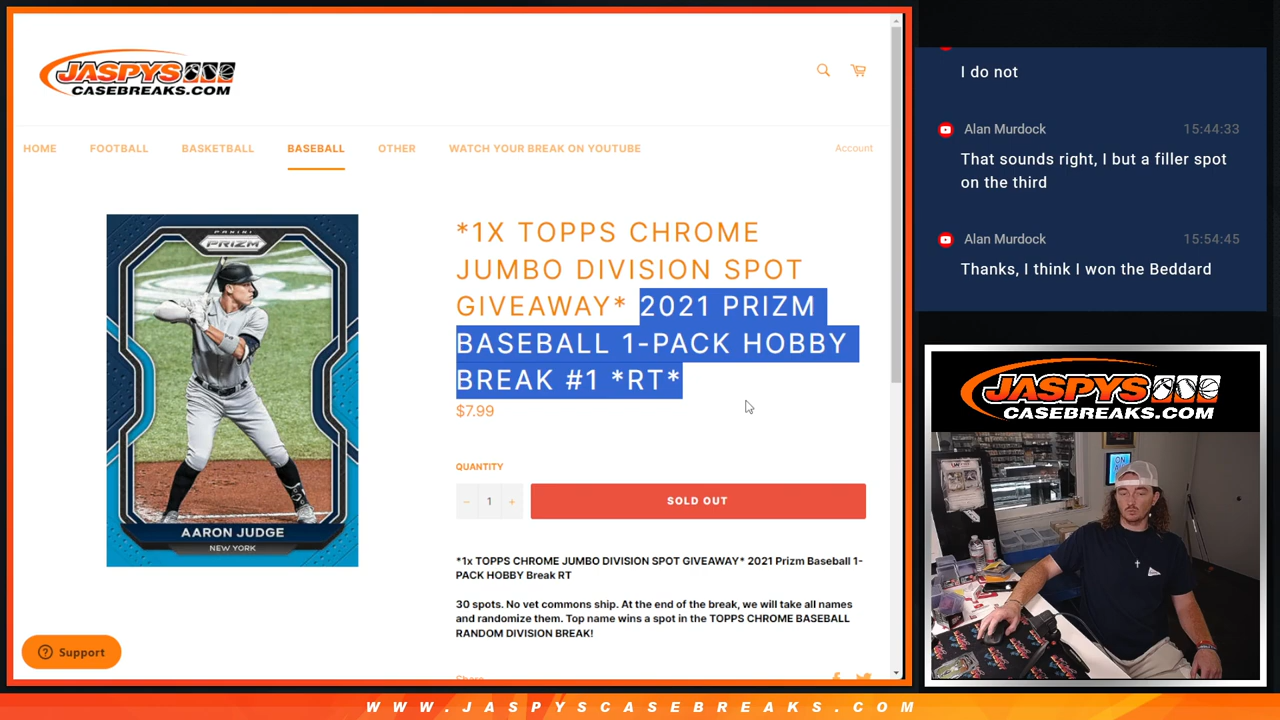 JASPYS
CASEBREAKS.COM
HOME FOOTBALL BASKETBALL BASEBALL OTHER WATCH YOUR BREAK ON YOUTUBE Account
PANINI
PRIZM
AARON JUDGE
NEW YORK
*1X TOPPS CHROME
JUMBO DIVISION SPOT
GIVEAWAY* 2021 PRIZM
BASEBALL 1-PACK HOBBY
BREAK #1 *RT*
$7.99
QUANTITY
− 1 + SOLD OUT
*1x TOPPS CHROME JUMBO DIVISION SPOT GIVEAWAY* 2021 Prizm Baseball 1-
PACK HOBBY Break RT
30 spots. No vet commons ship. At the end of the break, we will take all names
and randomize them. Top name wins a spot in the TOPPS CHROME BASEBALL
RANDOM DIVISION BREAK!
Support
Share
I do not
Alan Murdock 15:44:33
That sounds right, I but a filler spot
on the third
Alan Murdock 15:54:45
Thanks, I think I won the Beddard
JASPYS
CASEBREAKS.COM
WWW.JASPYSCASEBREAKS.COM